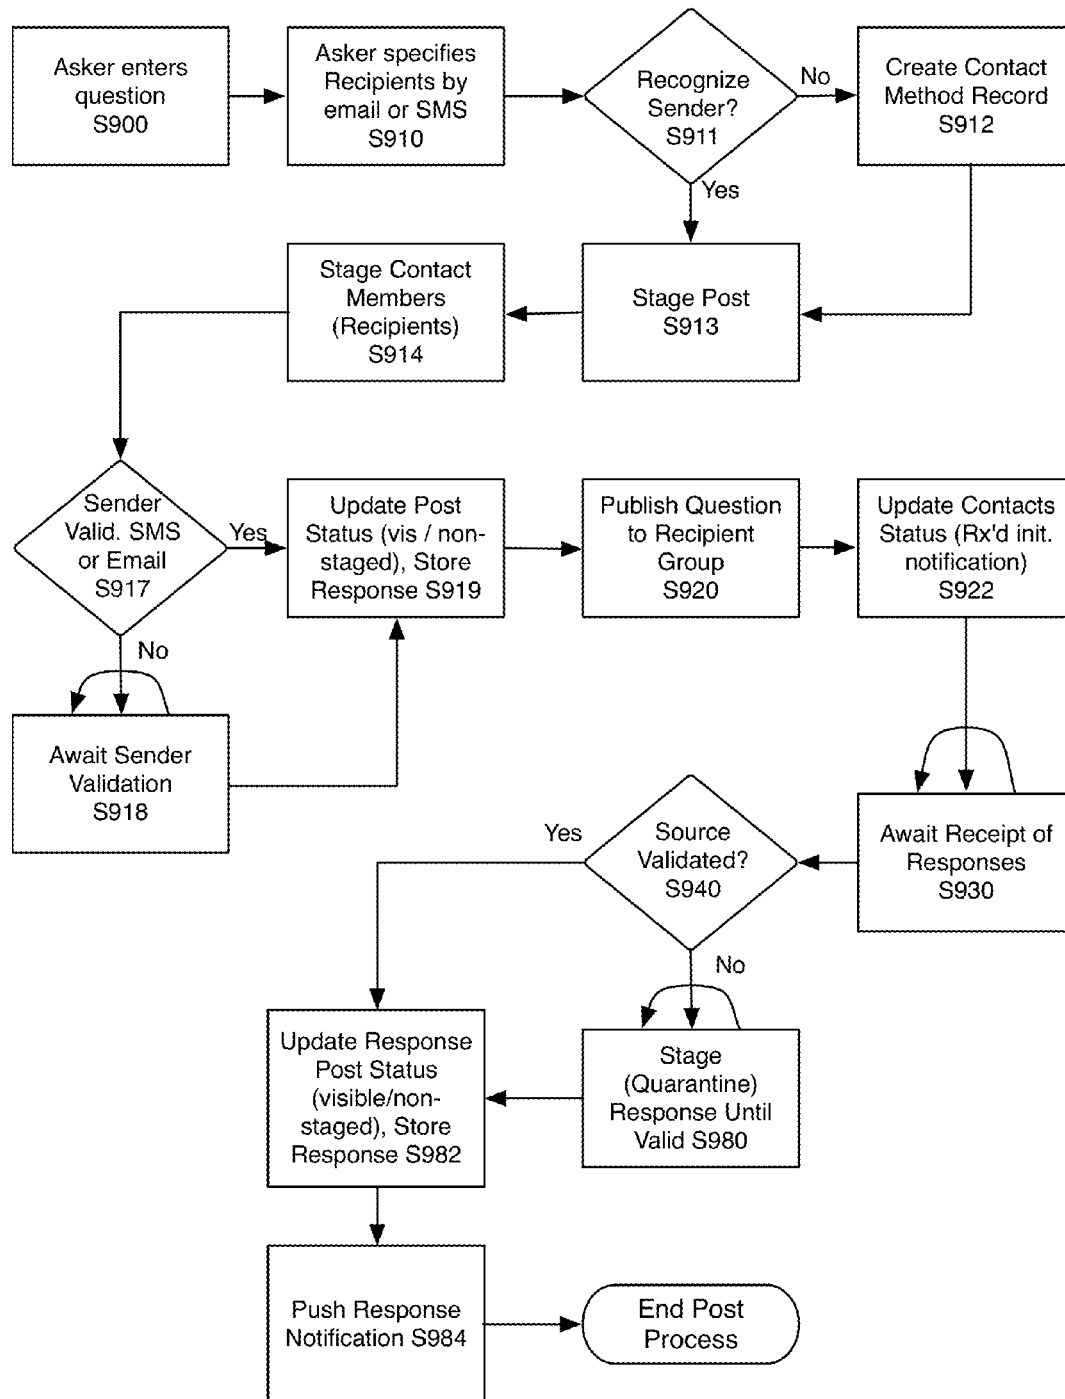 Asker enters
question
S900
Asker specifies
Recipients by
email or SMS
S910
Recognize
Sender?
S911
No
Create Contact
Method Record
S912
Yes
Stage Contact
Members
(Recipients)
S914
Stage Post
S913
Sender
Valid. SMS
or Email
S917
Yes
Update Post
Status (vis / non-
staged), Store
Response S919
Publish Question
to Recipient
Group
S920
Update Contacts
Status (Rx'd init.
notification)
S922
No
Await Sender
Validation
S918
Yes
Source
Validated?
S940
Await Receipt of
Responses
S930
No
Update Response
Post Status
(visible/non-
staged), Store
Response S982
Stage
(Quarantine)
Response Until
Valid S980
Push Response
Notification S984
End Post
Process